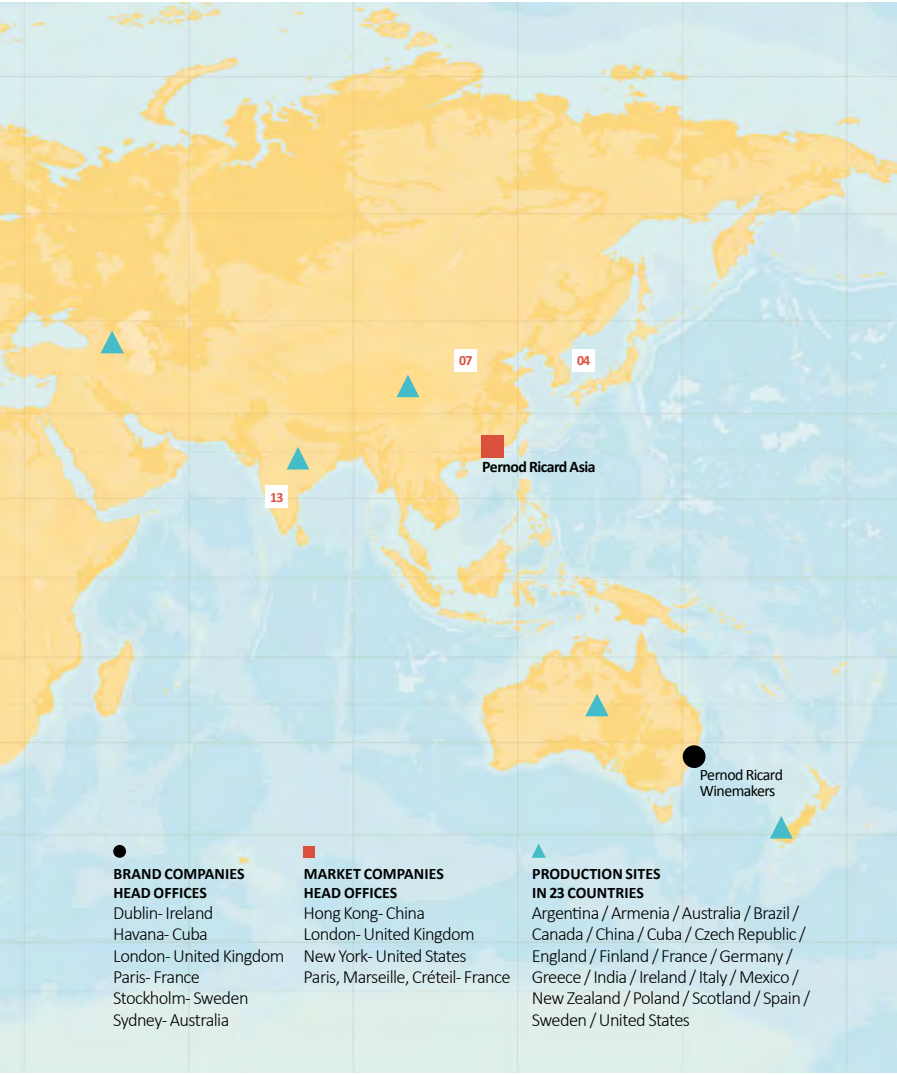 07
04
Pernod Ricard Asia
13
Pernod Ricard
Winemakers
BRAND COMPANIES
HEAD OFFICES
Dublin- Ireland
Havana- Cuba
London- United Kingdom
Paris- France
Stockholm- Sweden
Sydney- Australia
MARKET COMPANIES
HEAD OFFICES
Hong Kong- China
London- United Kingdom
New York- United States
Paris, Marseille, Créteil- France
PRODUCTION SITES
IN 23 COUNTRIES
Argentina / Armenia / Australia / Brazil /
Canada / China / Cuba / Czech Republic /
England / Finland / France / Germany /
Greece / India / Ireland / Italy / Mexico /
New Zealand / Poland / Scotland / Spain /
Sweden / United States